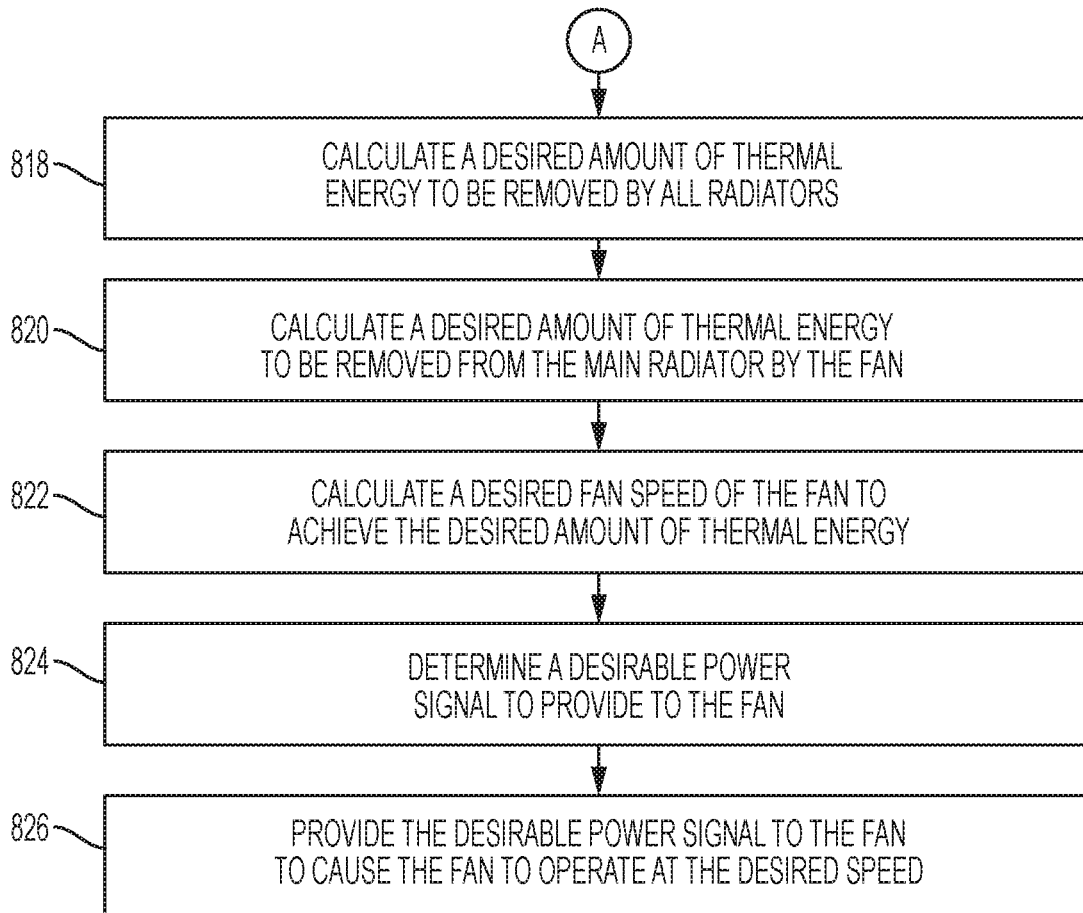 A
818
CALCULATE A DESIRED AMOUNT OF THERMAL
ENERGY TO BE REMOVED BY ALL RADIATORS
820
CALCULATE A DESIRED AMOUNT OF THERMAL ENERGY
TO BE REMOVED FROM THE MAIN RADIATOR BY THE FAN
822
CALCULATE A DESIRED FAN SPEED OF THE FAN TO
ACHIEVE THE DESIRED AMOUNT OF THERMAL ENERGY
824
DETERMINE A DESIRABLE POWER
SIGNAL TO PROVIDE TO THE FAN
826
PROVIDE THE DESIRABLE POWER SIGNAL TO THE FAN
TO CAUSE THE FAN TO OPERATE AT THE DESIRED SPEED